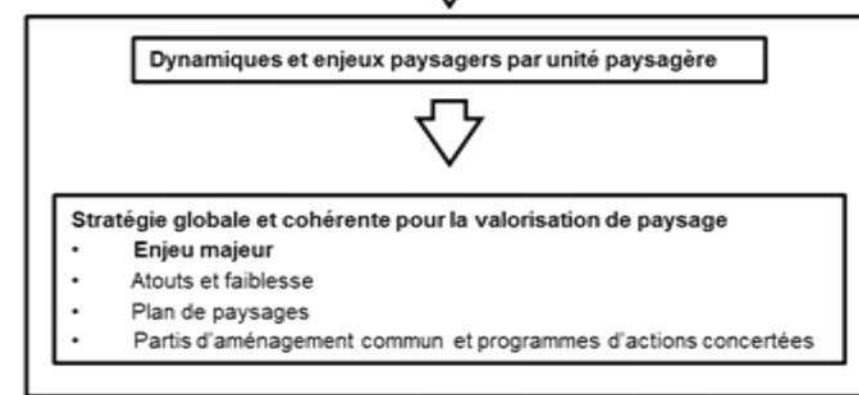 Dynamiques et enjeux paysagers par unité paysagère
Stratégie globale et cohérente pour la valorisation de paysage
• Enjeu majeur
• Atouts et faiblesse
• Plan de paysages
• Partis d'aménagement commun et programmes d'actions concertées